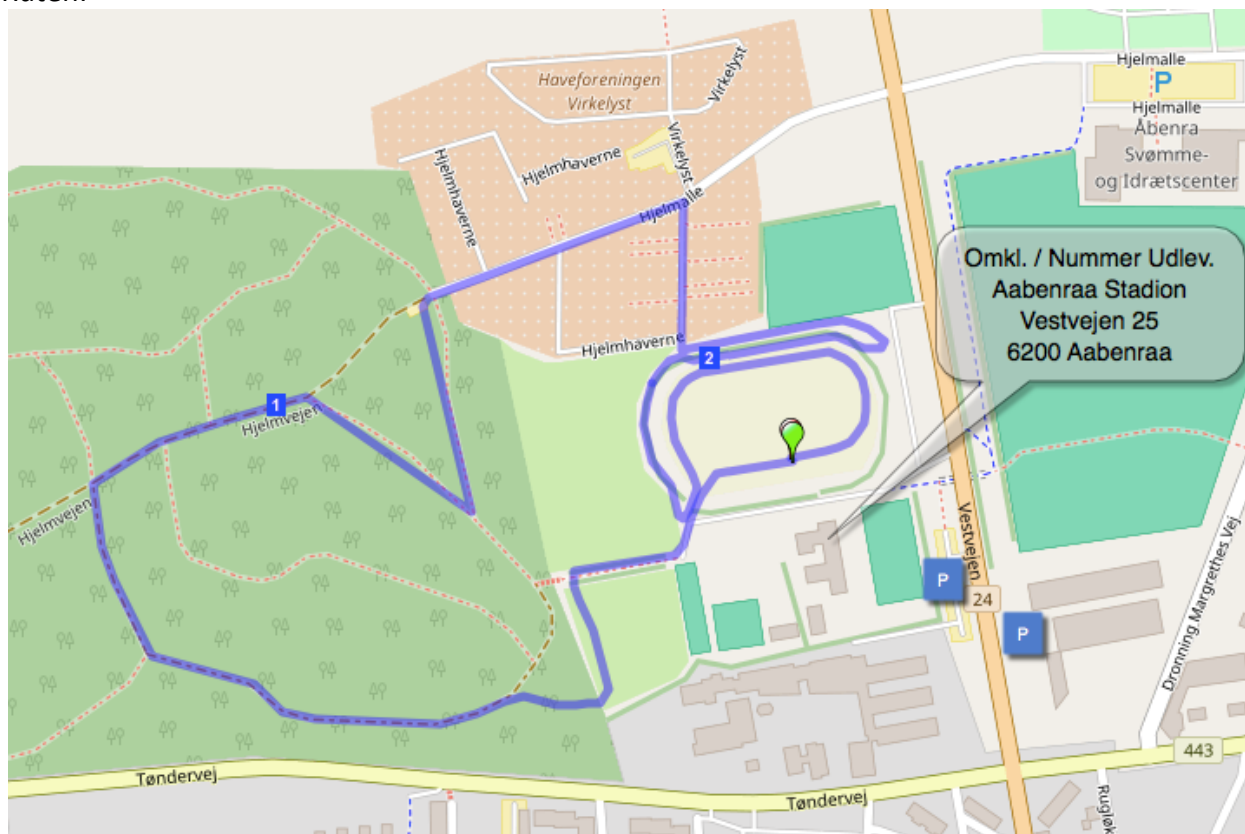 Hjelmalle
P
Hjelmalle
Åbenra
Svømme-
og Idrætscenter
Haveforeningen
Virkelyst
Virkelyst
Virkelyst
Hjelmhaverne
Hjelmhaverne
Hjelmalle
Hjelmhaverne
Omkl. / Nummer Udlev.
Aabenraa Stadion
Vestvejen 25
6200 Aabenraa
2
1
Hjelmvejen
Hjelmvejen
Vestvejen
P
24
P
Dronning Margrethes Vej
443
Tøndervej
Tøndervej